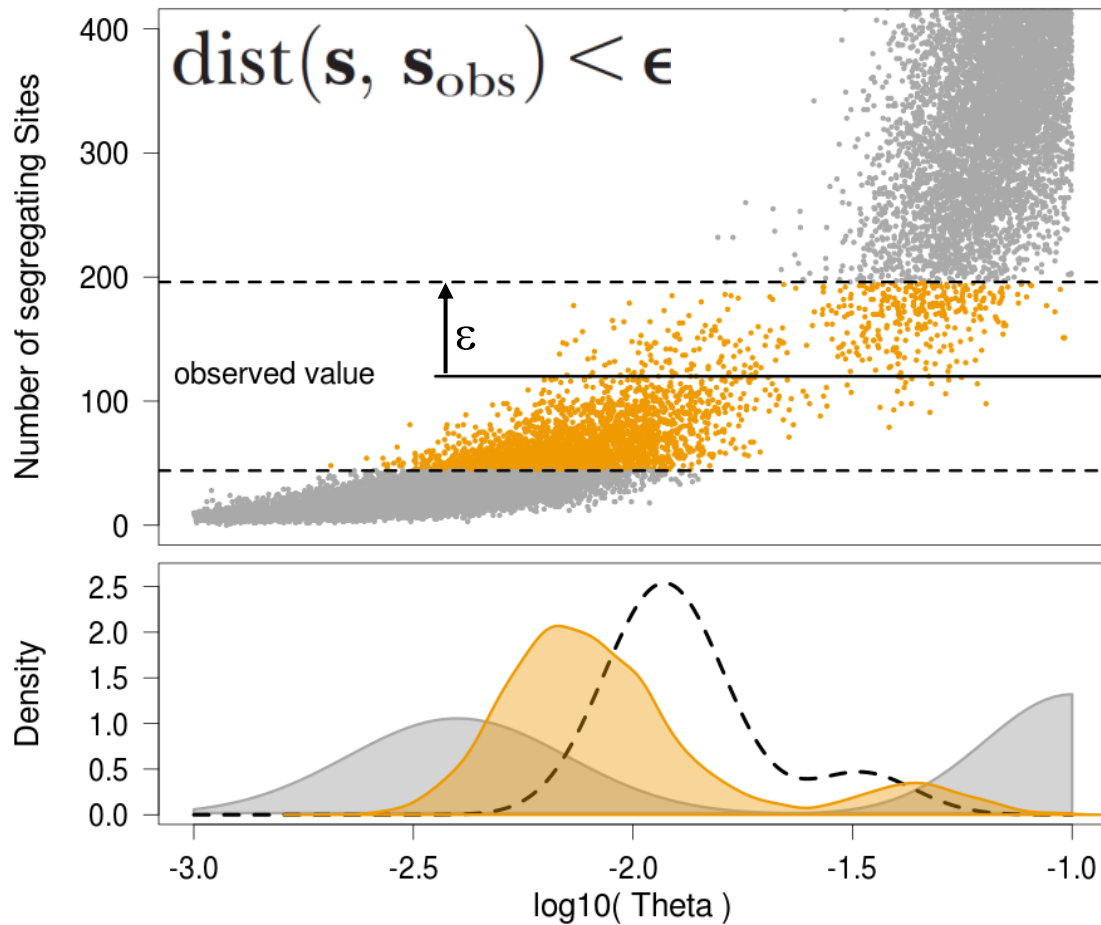 dist(s, s_obs) < ϵ
Number of segregating Sites
400
300
200
100
0
ε
observed value
Density
2.5
2.0
1.5
1.0
0.5
0.0
-3.0 -2.5 -2.0 -1.5 -1.0
log10( Theta )